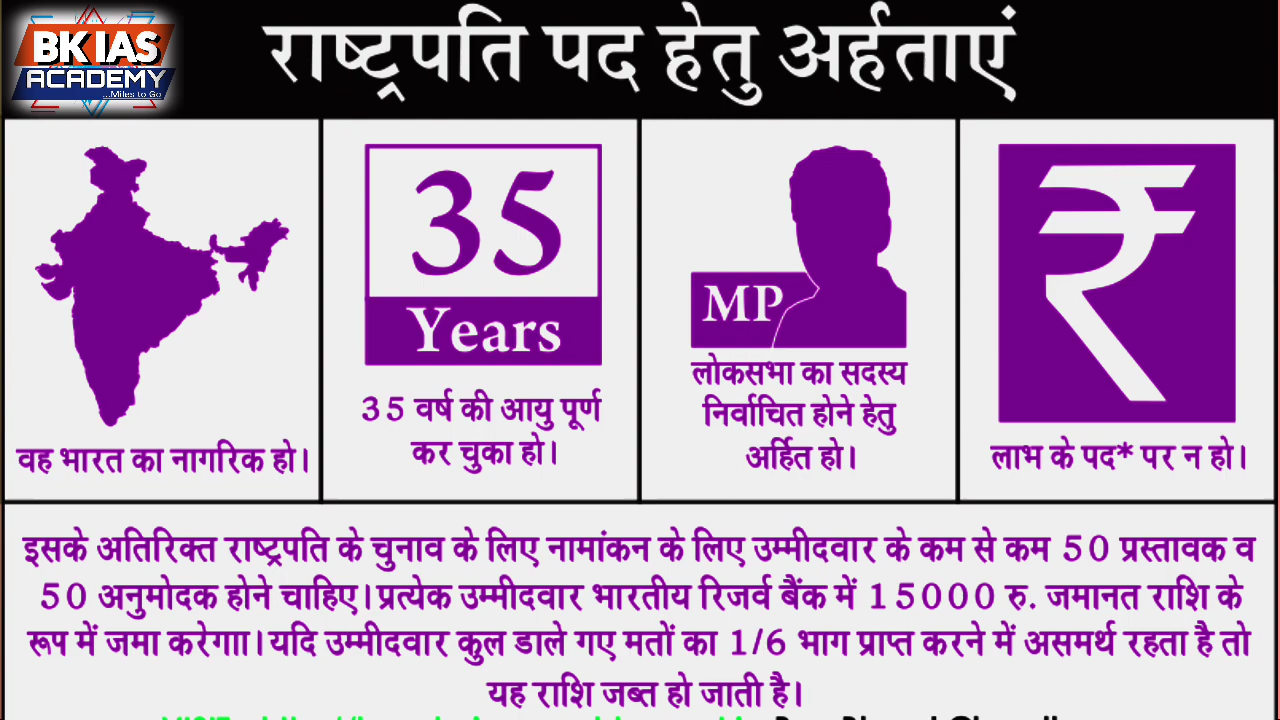 BK IAS
ACADEMY
...Miles to Go
राष्ट्रपति पद हेतु अर्हताएं
वह भारत का नागरिक हो।
35
Years
35 वर्ष की आयु पूर्ण
कर चुका हो।
MP
लोकसभा का सदस्य
निर्वाचित होने हेतु
अर्हित हो।
₹
लाभ के पद* पर न हो।
इसके अतिरिक्त राष्ट्रपति के चुनाव के लिए नामांकन के लिए उम्मीदवार के कम से कम 50 प्रस्तावक व
50 अनुमोदक होने चाहिए। प्रत्येक उम्मीदवार भारतीय रिजर्व बैंक में 15000 रु. जमानत राशि के
रूप में जमा करेगाा। यदि उम्मीदवार कुल डाले गए मतों का 1/6 भाग प्राप्त करने में असमर्थ रहता है तो
यह राशि जब्त हो जाती है।